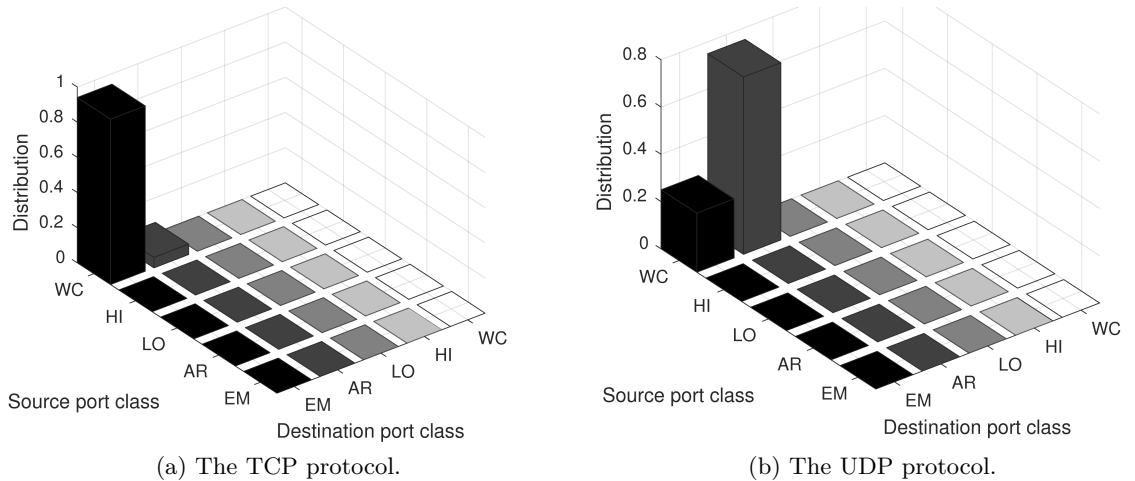 1
0.8
0.6
0.4
0.2
0
Distribution
WC
HI
LO
AR
EM
Source port class
EM
AR
LO
HI
WC
Destination port class
(a) The TCP protocol.
0.8
0.6
0.4
0.2
0
Distribution
WC
HI
LO
AR
EM
Source port class
EM
AR
LO
HI
WC
Destination port class
(b) The UDP protocol.